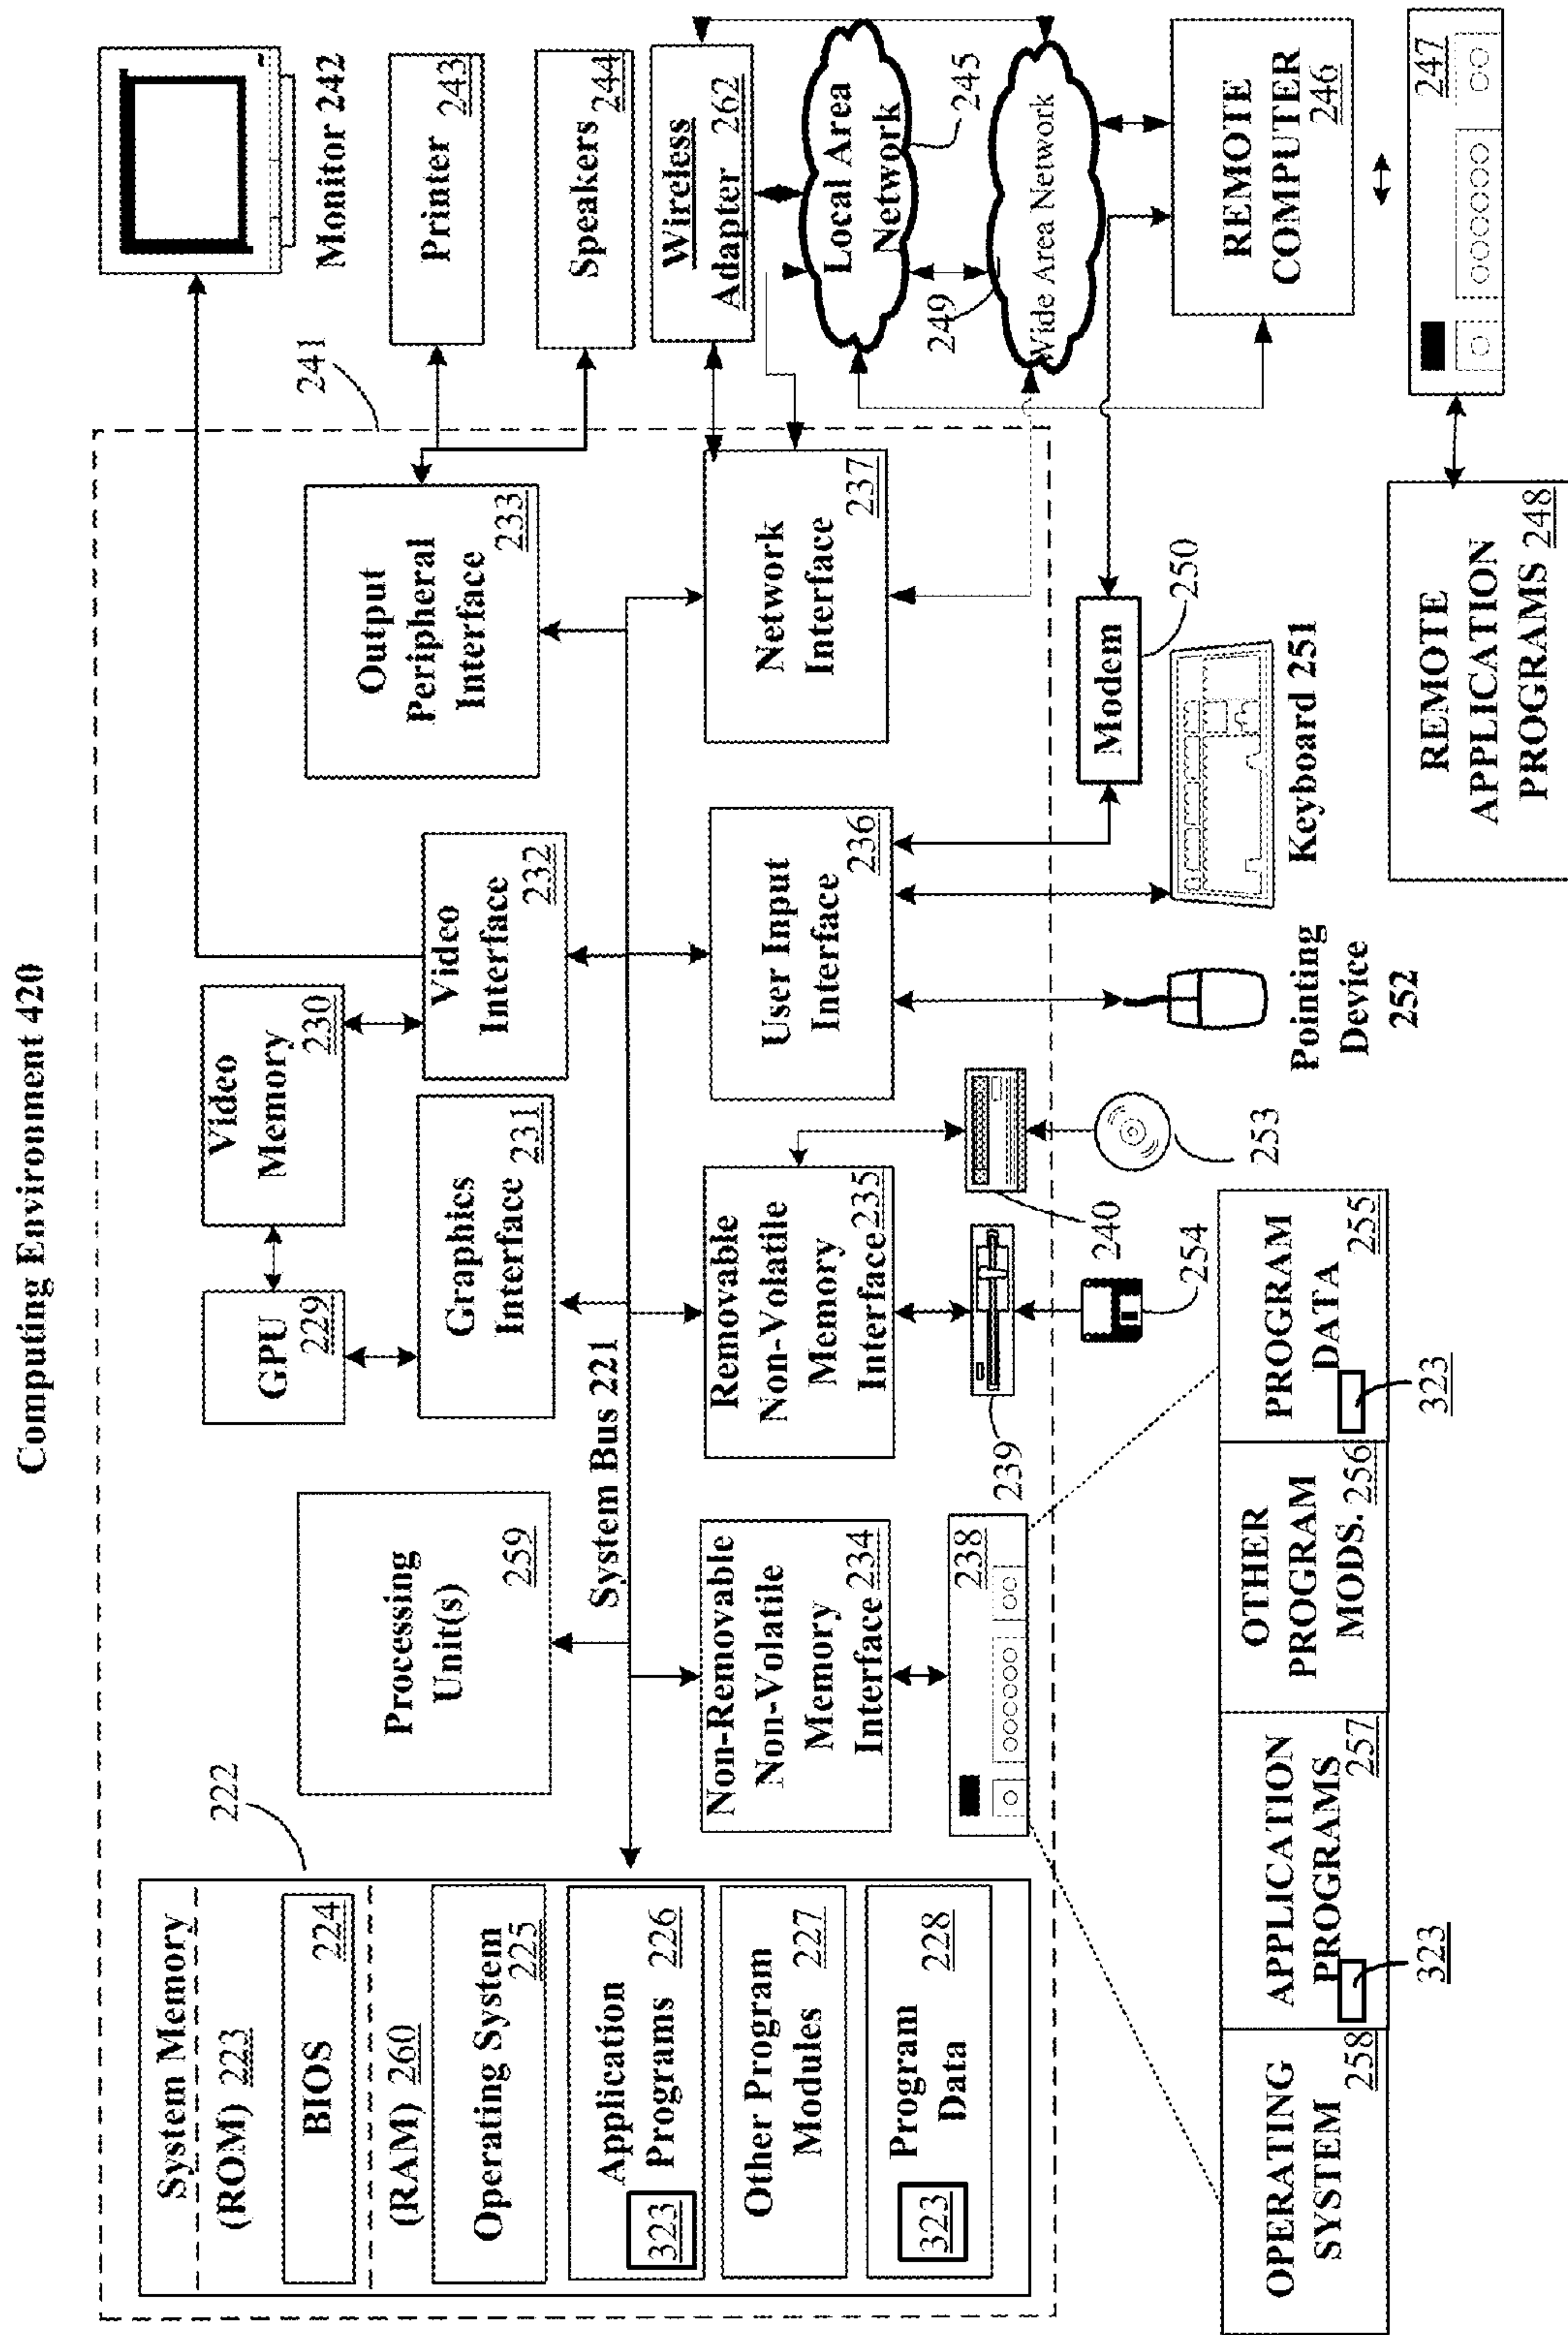 Computing Environment 420
222
System Memory
(ROM) 223
BIOS
224
(RAM) 260
Operating System
225
Application
Programs 226
323
Other Program
Modules 227
Program
Data
228
323
Processing
Unit(s)
259
System Bus 221
GPU
229
Video
Memory
230
Graphics
Interface
231
Video
Interface
232
Output
Peripheral
Interface
233
241
Non-Removable
Non-Volatile
Memory
Interface 234
Removable
Non-Volatile
Memory
Interface 235
User Input
Interface
236
Network
Interface
237
238
239
240
254
253
Pointing
Device
252
Keyboard 251
Modem
250
Monitor 242
Printer
243
Speakers
244
Wireless
Adapter 262
Local Area
Network
245
249
Wide Area Network
REMOTE
COMPUTER
246
247
REMOTE
APPLICATION
PROGRAMS 248
OPERATING
SYSTEM
258
APPLICATION
PROGRAMS
257
323
OTHER
PROGRAM
MODS. 256
PROGRAM
DATA
255
323